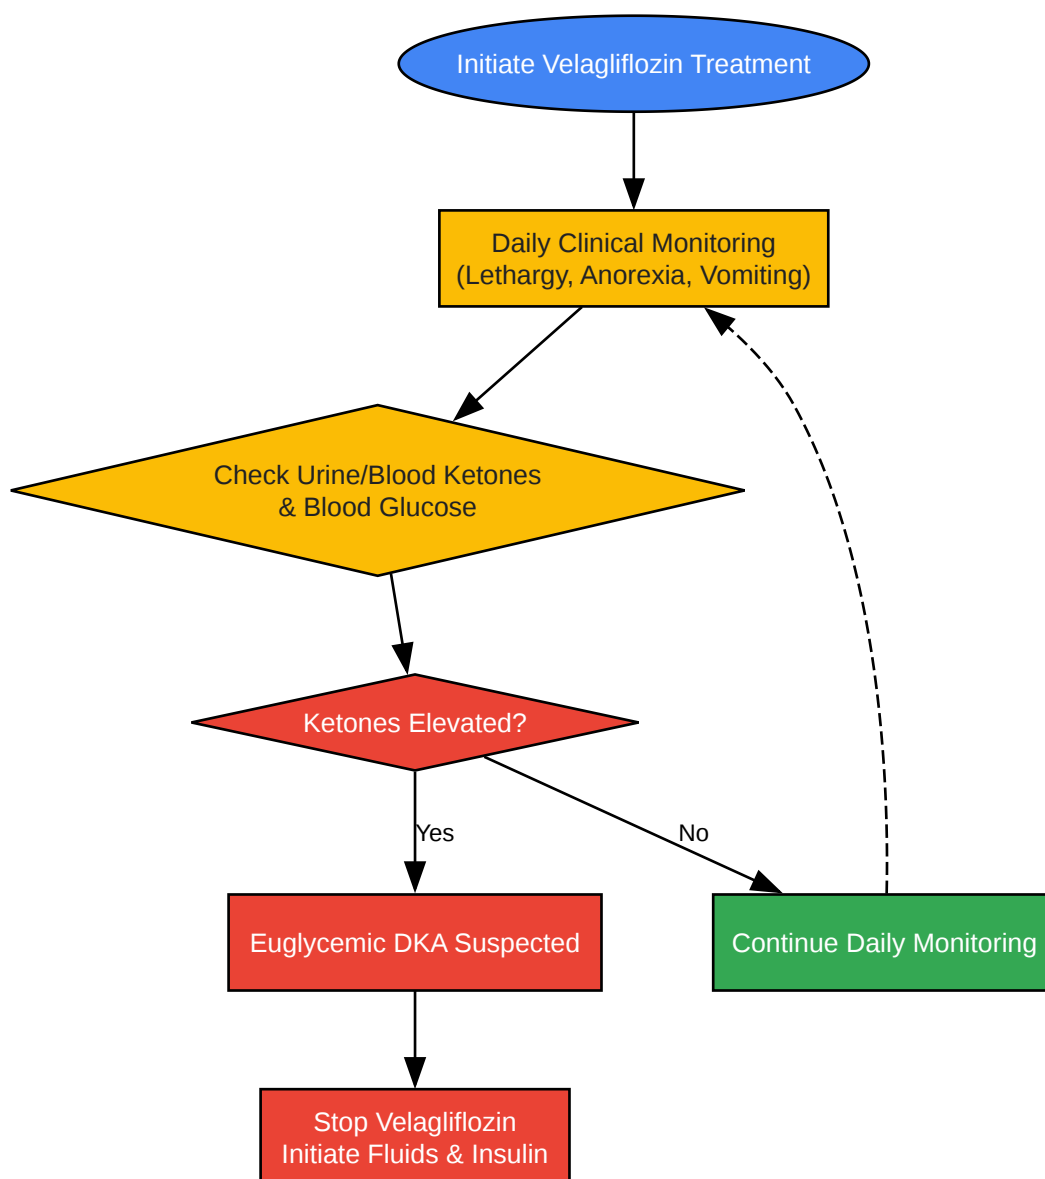 Initiate Velagliflozin Treatment
Daily Clinical Monitoring
(Lethargy, Anorexia, Vomiting)
Check Urine/Blood Ketones
& Blood Glucose
Ketones Elevated?
Yes
No
Euglycemic DKA Suspected
Continue Daily Monitoring
Stop Velagliflozin
Initiate Fluids & Insulin